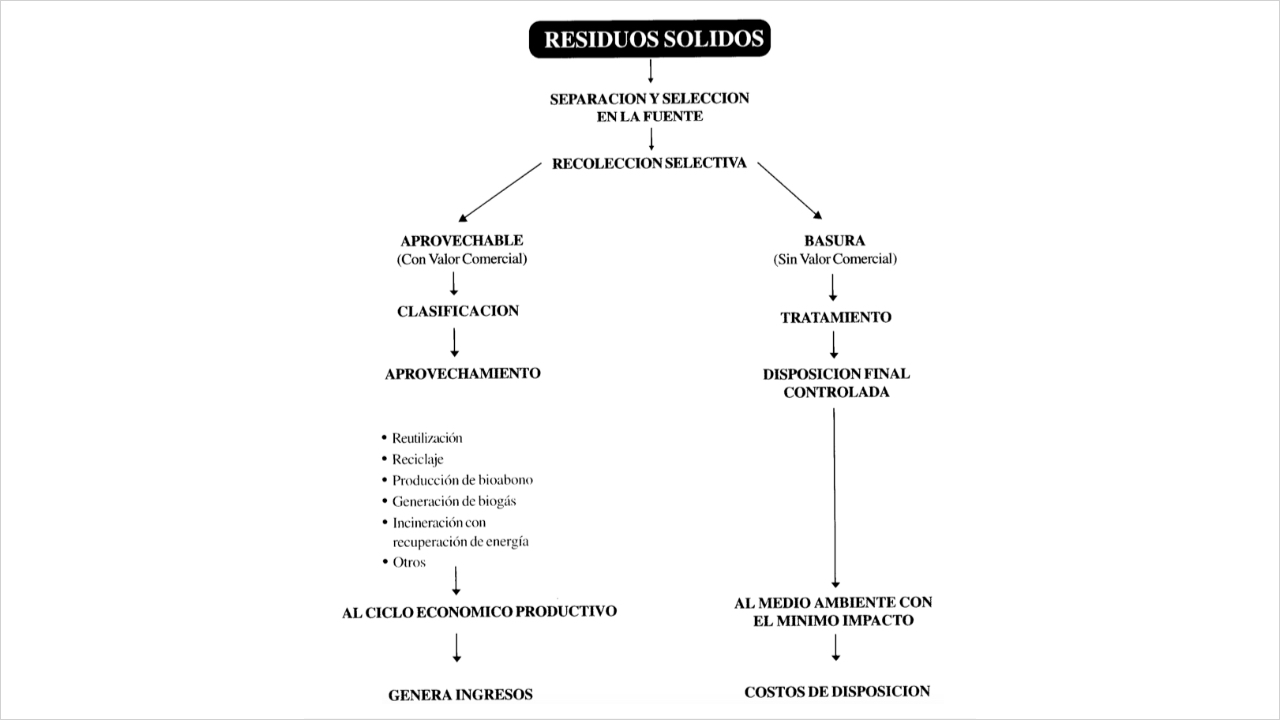 RESIDUOS SOLIDOS
SEPARACION Y SELECCION
EN LA FUENTE
RECOLECCION SELECTIVA
APROVECHABLE
(Con Valor Comercial)
CLASIFICACION
APROVECHAMIENTO
• Reutilización
• Reciclaje
• Producción de bioabono
• Generación de biogás
• Incineración con
recuperación de energía
• Otros
AL CICLO ECONOMICO PRODUCTIVO
GENERA INGRESOS
BASURA
(Sin Valor Comercial)
TRATAMIENTO
DISPOSICION FINAL
CONTROLADA
AL MEDIO AMBIENTE CON
EL MINIMO IMPACTO
COSTOS DE DISPOSICION